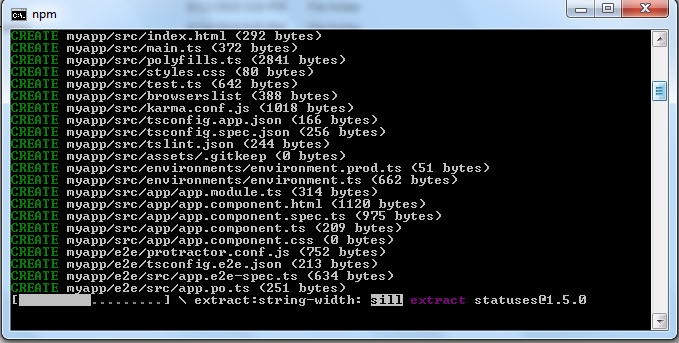 npm
CREATE myapp/src/index.html (292 bytes)
CREATE myapp/src/main.ts (372 bytes)
CREATE myapp/src/polyfills.ts (2841 bytes)
CREATE myapp/src/styles.css (80 bytes)
CREATE myapp/src/test.ts (642 bytes)
CREATE myapp/src/browserslist (388 bytes)
CREATE myapp/src/karma.conf.js (1018 bytes)
CREATE myapp/src/tsconfig.app.json (166 bytes)
CREATE myapp/src/tsconfig.spec.json (256 bytes)
CREATE myapp/src/tslint.json (244 bytes)
CREATE myapp/src/assets/.gitkeep (0 bytes)
CREATE myapp/src/environments/environment.prod.ts (51 bytes)
CREATE myapp/src/environments/environment.ts (662 bytes)
CREATE myapp/src/app/app.module.ts (314 bytes)
CREATE myapp/src/app/app.component.html (1120 bytes)
CREATE myapp/src/app/app.component.spec.ts (975 bytes)
CREATE myapp/src/app/app.component.ts (209 bytes)
CREATE myapp/src/app/app.component.css (0 bytes)
CREATE myapp/e2e/protractor.conf.js (752 bytes)
CREATE myapp/e2e/tsconfig.e2e.json (213 bytes)
CREATE myapp/e2e/src/app.e2e-spec.ts (634 bytes)
CREATE myapp/e2e/src/app.po.ts (251 bytes)
[.........] \ extract:string-width: sill extract statuses@1.5.0